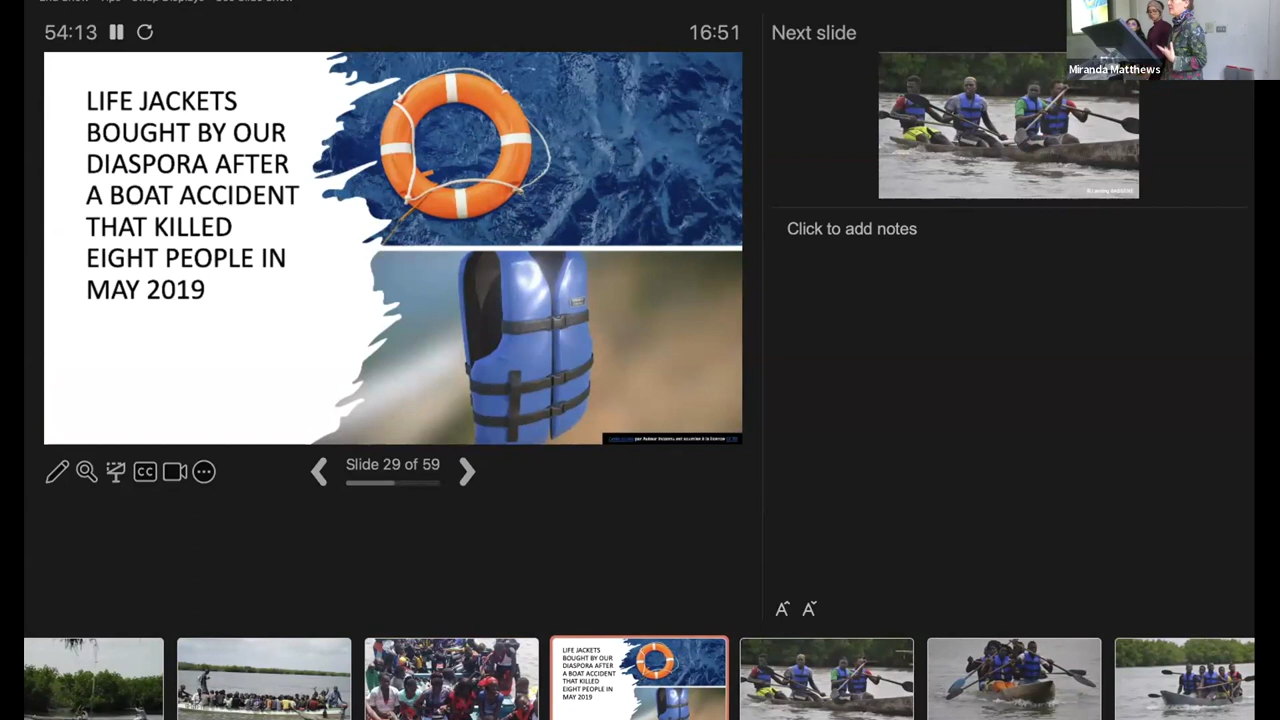 54:13
16:51
Next slide
Miranda Matthews
LIFE JACKETS
BOUGHT BY OUR
DIASPORA AFTER
A BOAT ACCIDENT
THAT KILLED
EIGHT PEOPLE IN
MAY 2019
Click to add notes
CC
Slide 29 of 59
LIFE JACKETS
BOUGHT BY OUR
DIASPORA AFTER
A BOAT ACCIDENT
THAT KILLED
EIGHT PEOPLE IN
MAY 2019